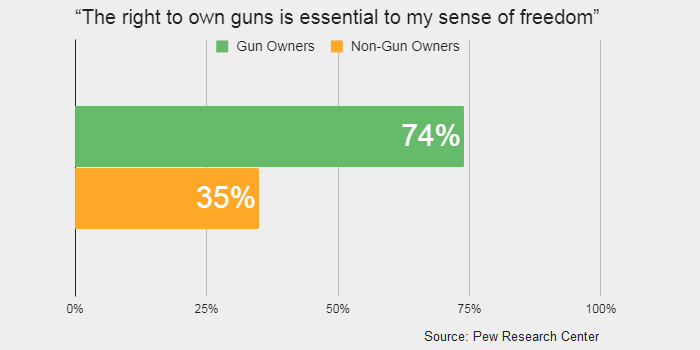 “The right to own guns is essential to my sense of freedom”
Gun Owners Non-Gun Owners
74%
35%
0% 25% 50% 75% 100%
Source: Pew Research Center